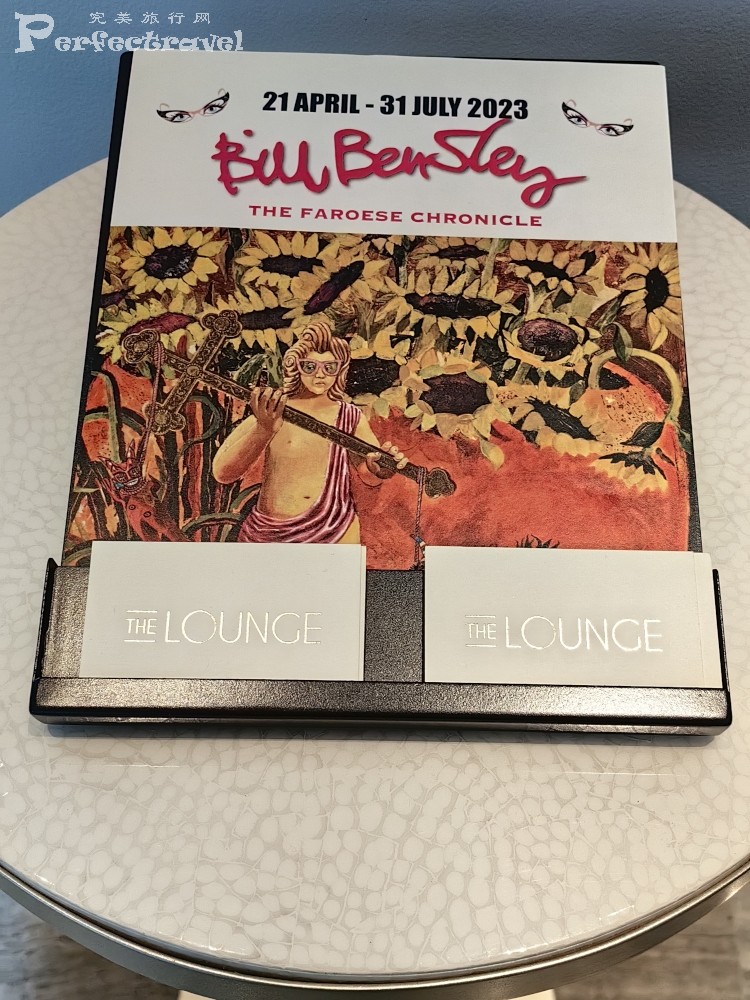 完美旅行网
Perfectravel
21 APRIL - 31 JULY 2023
Bill Bensley
THE FAROESE CHRONICLE
THE LOUNGE
THE LOUNGE